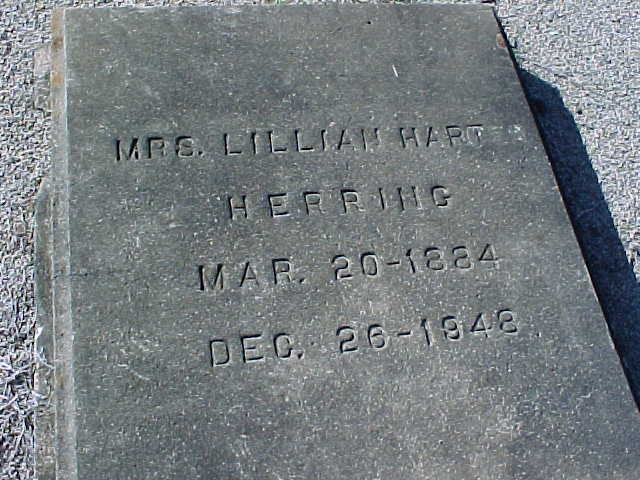 MRS. LILLIAN HART
HERRING
MAR. 20-1884
DEC. 26-1948